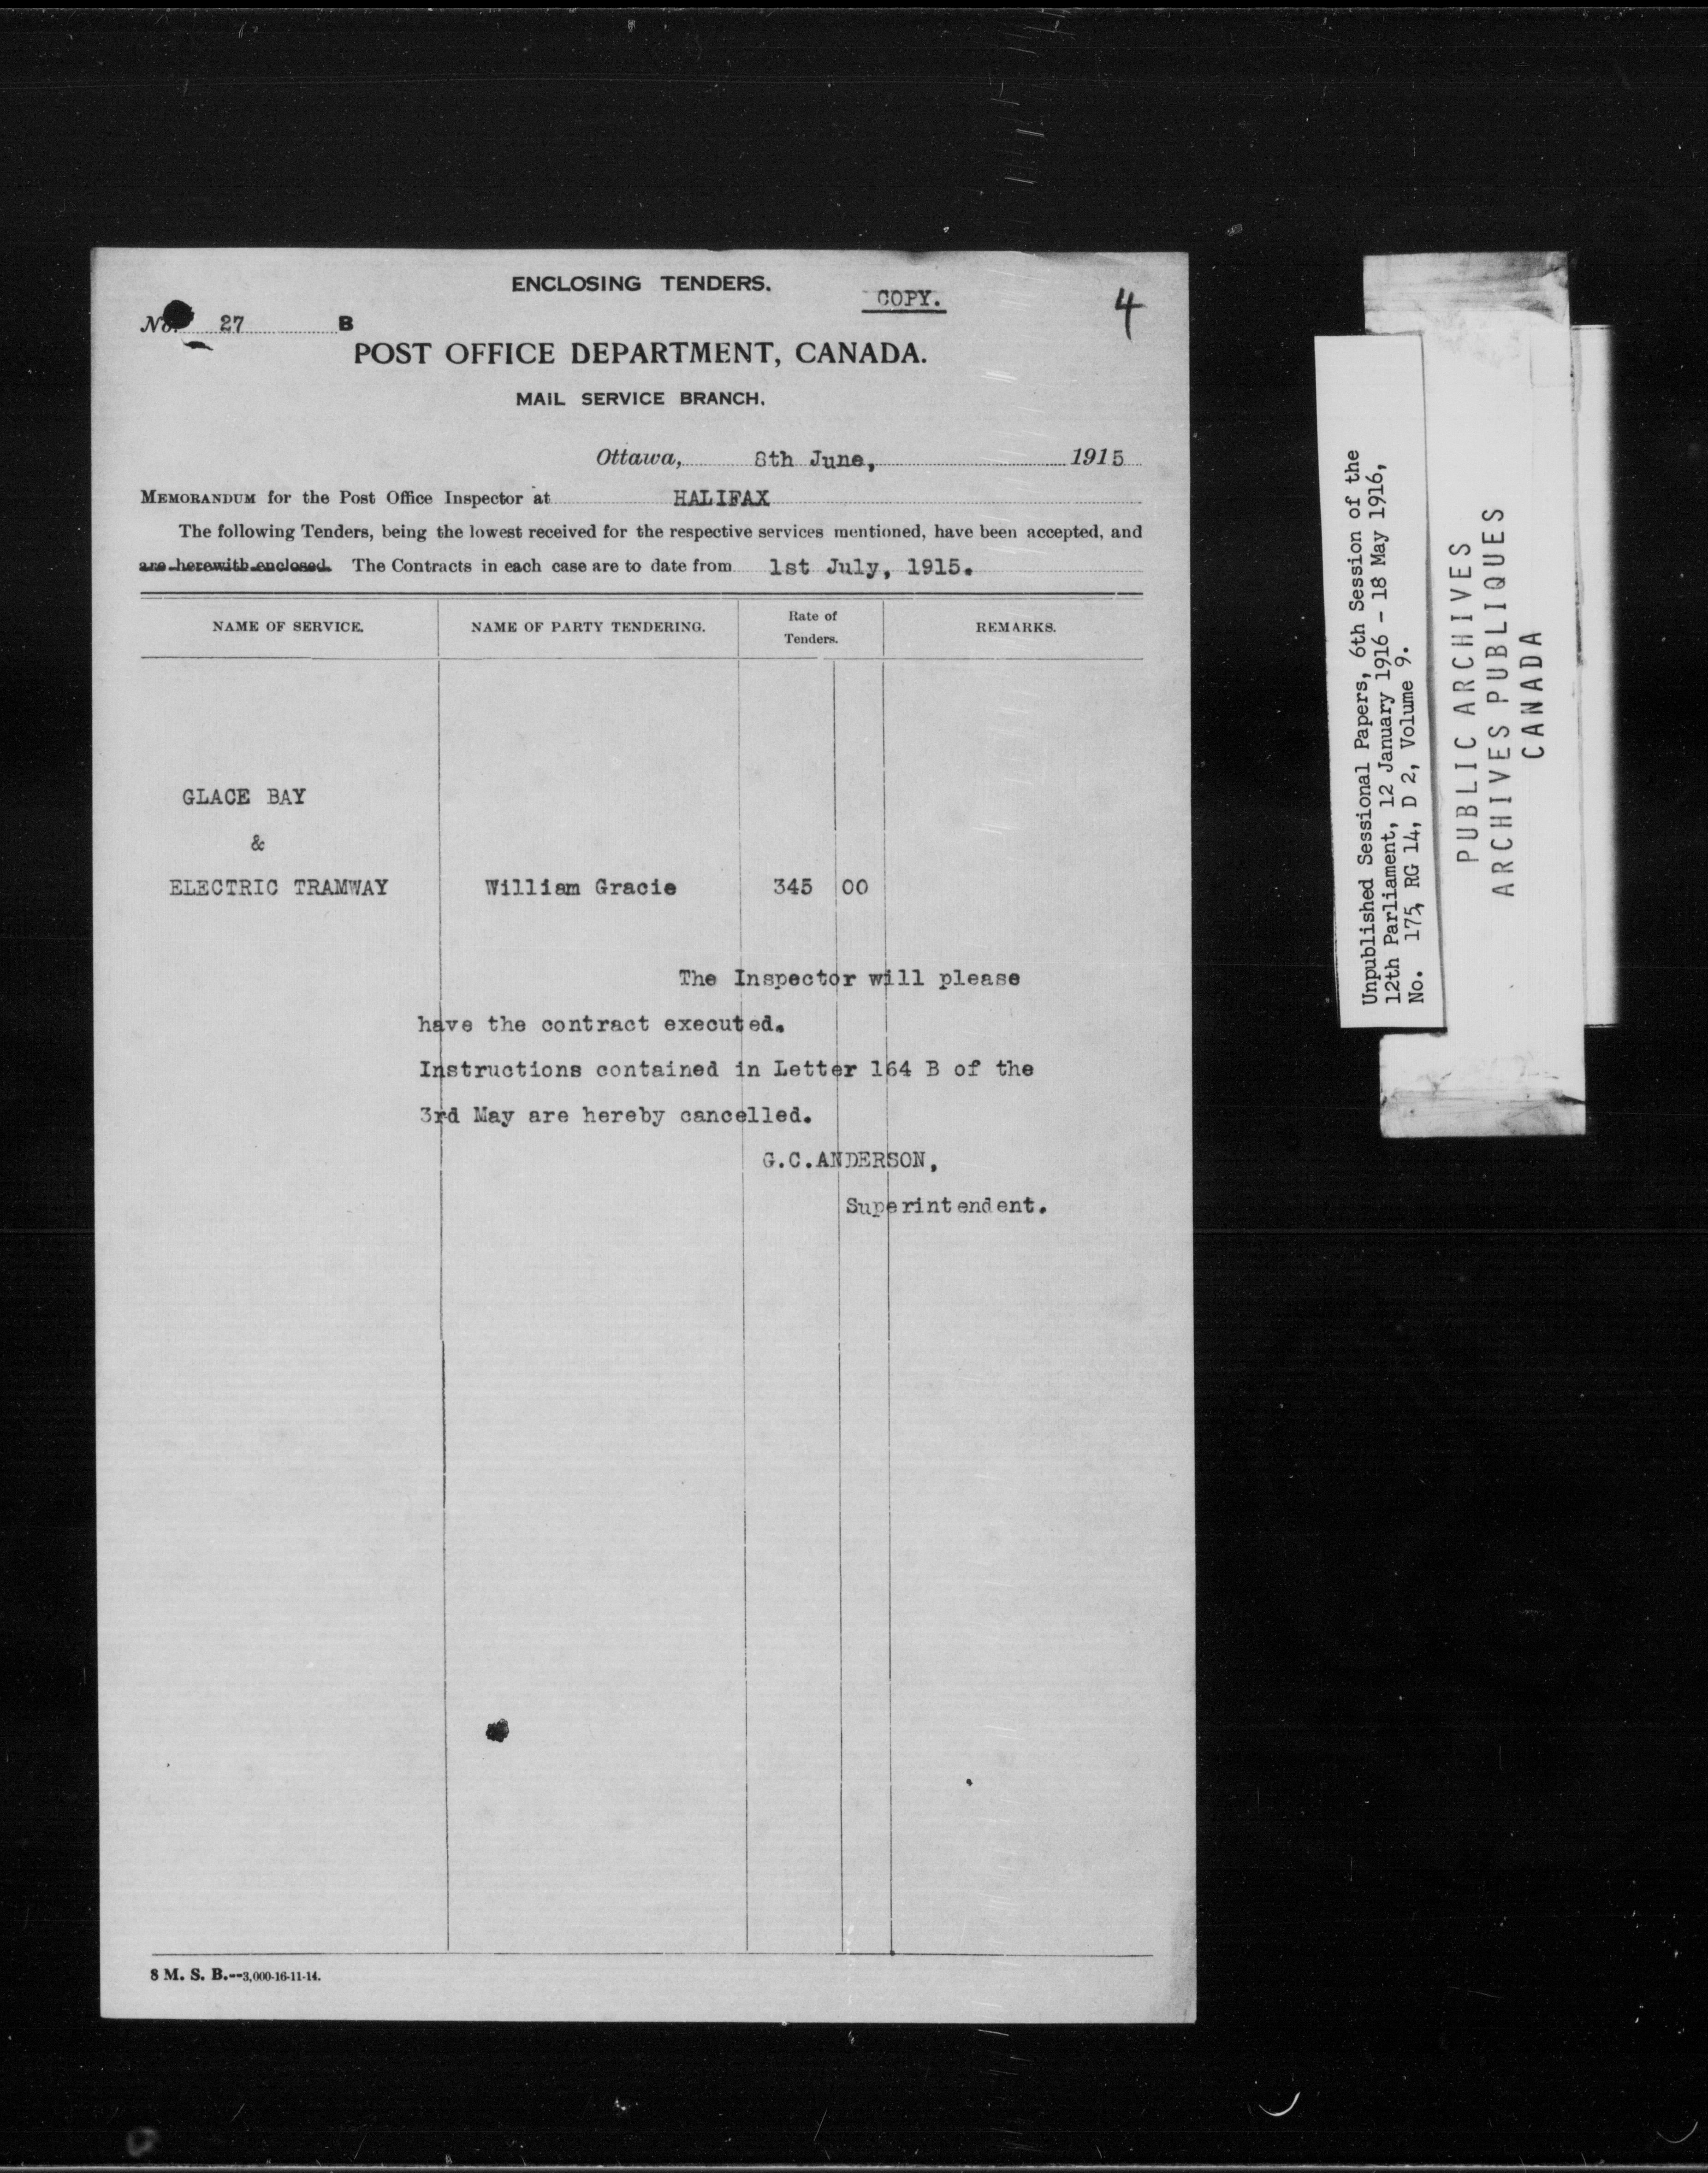 ENCLOSING TENDERS.
COPY.
4
No. 27 B
POST OFFICE DEPARTMENT, CANADA.
MAIL SERVICE BRANCH.
Ottawa, 8th June, 1915
MEMORANDUM for the Post Office Inspector at HALIFAX
The following Tenders, being the lowest received for the respective services mentioned, have been accepted, and
are herewith enclosed. The Contracts in each case are to date from 1st July, 1915.
NAME OF SERVICE. NAME OF PARTY TENDERING. Rate of Tenders. REMARKS.
GLACE BAY
&
ELECTRIC TRAMWAY William Gracie 345 00
The Inspector will please
have the contract executed.
Instructions contained in Letter 164 B of the
3rd May are hereby cancelled.
G.C.ANDERSON,
Superintendent.
8 M. S. B.--3,000-16-11-14.
Unpublished Sessional Papers, 6th Session of the
12th Parliament, 12 January 1916 - 18 May 1916,
No. 175, RG 14, D 2, Volume 9.
PUBLIC ARCHIVES
ARCHIVES PUBLIQUES
CANADA